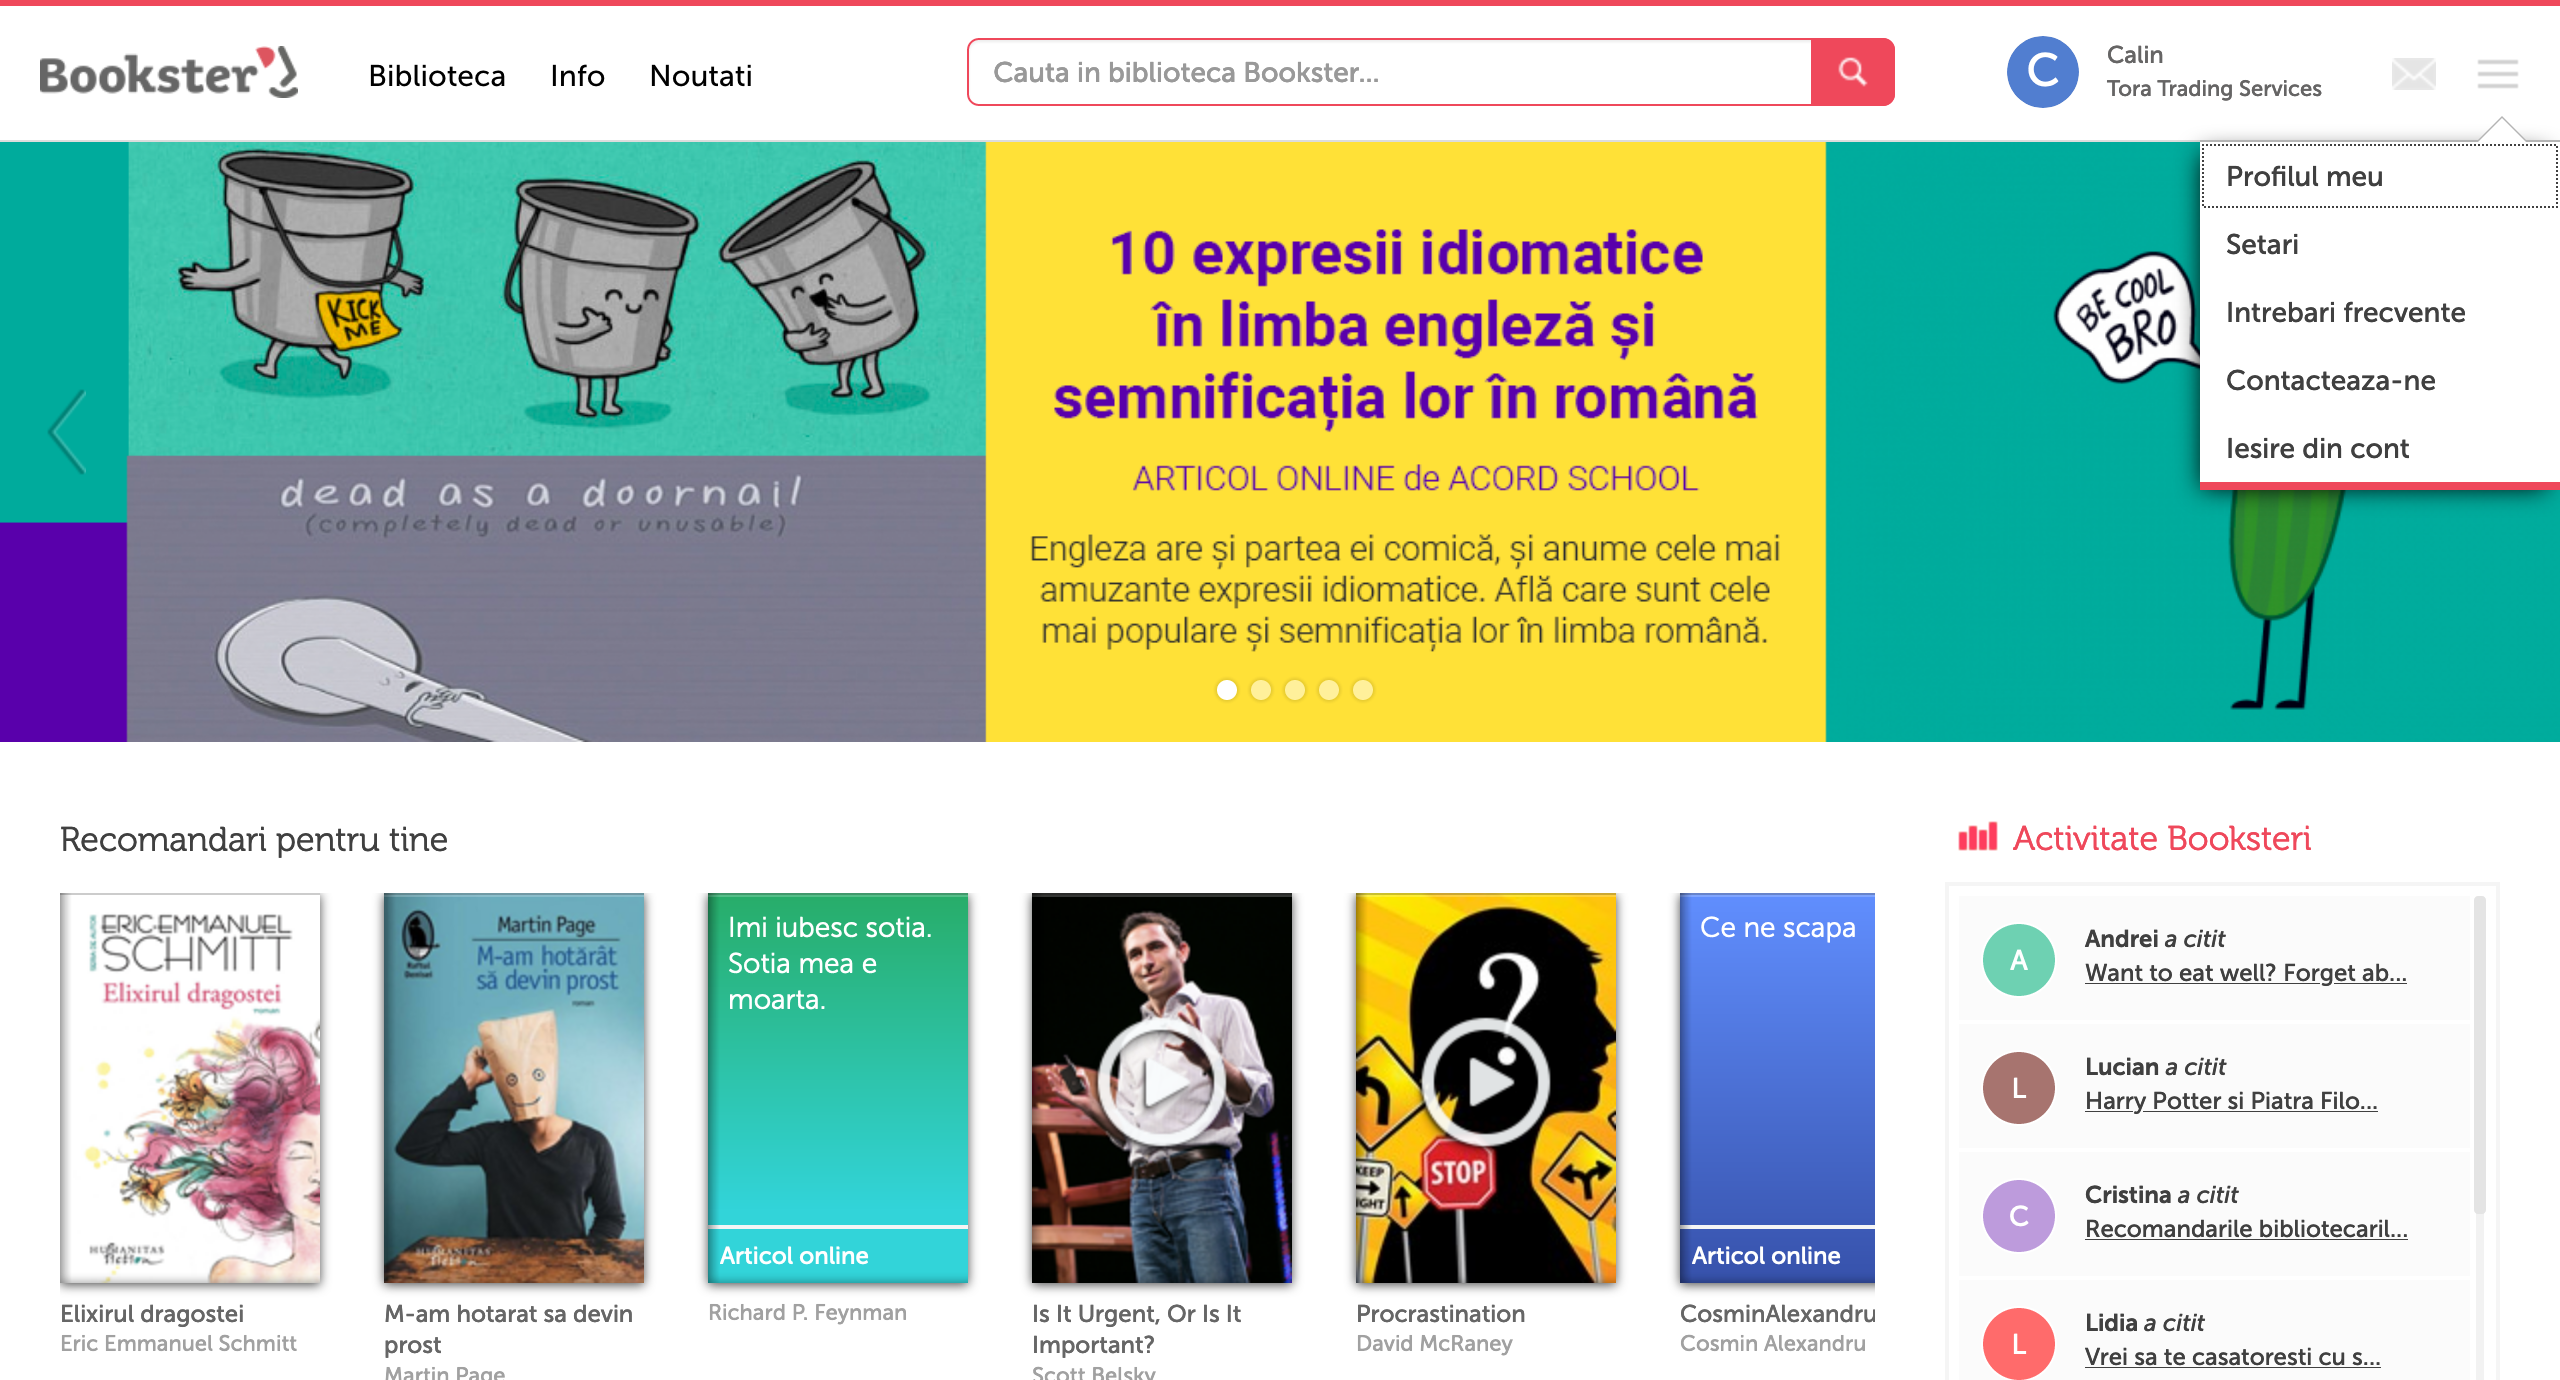 Bookster
Biblioteca
Info
Noutati
Cauta in biblioteca Bookster...
C
Calin
Tora Trading Services
Profilul meu
Setari
Intrebari frecvente
Contacteaza-ne
Iesire din cont
KICK
ME
dead as a doornail
(completely dead or unusable)
10 expresii idiomatice
în limba engleză și
semnificația lor în română
ARTICOL ONLINE de ACORD SCHOOL
Engleza are și partea ei comică, și anume cele mai
amuzante expresii idiomatice. Află care sunt cele
mai populare și semnificația lor în limba română.
BE COOL
BRO
Recomandari pentru tine
SERIA DE AUTOR
ERIC-EMMANUEL
SCHMITT
Elixirul dragostei
roman
HUMANITAS
fiction
Elixirul dragostei
Eric Emmanuel Schmitt
Raftul
Denisei
Martin Page
M-am hotărât
să devin prost
roman
HUMANITAS
fiction
M-am hotarat sa devin
prost
Martin Page
Imi iubesc sotia.
Sotia mea e
moarta.
Articol online
Richard P. Feynman
Is It Urgent, Or Is It
Important?
Scott Belsky
?
KEEP
STOP
Procrastination
David McRaney
Ce ne scapa
Articol online
CosminAlexandru
Cosmin Alexandru
Activitate Booksteri
A
Andrei a citit
Want to eat well? Forget ab...
L
Lucian a citit
Harry Potter si Piatra Filo...
C
Cristina a citit
Recomandarile bibliotecaril...
L
Lidia a citit
Vrei sa te casatoresti cu s...